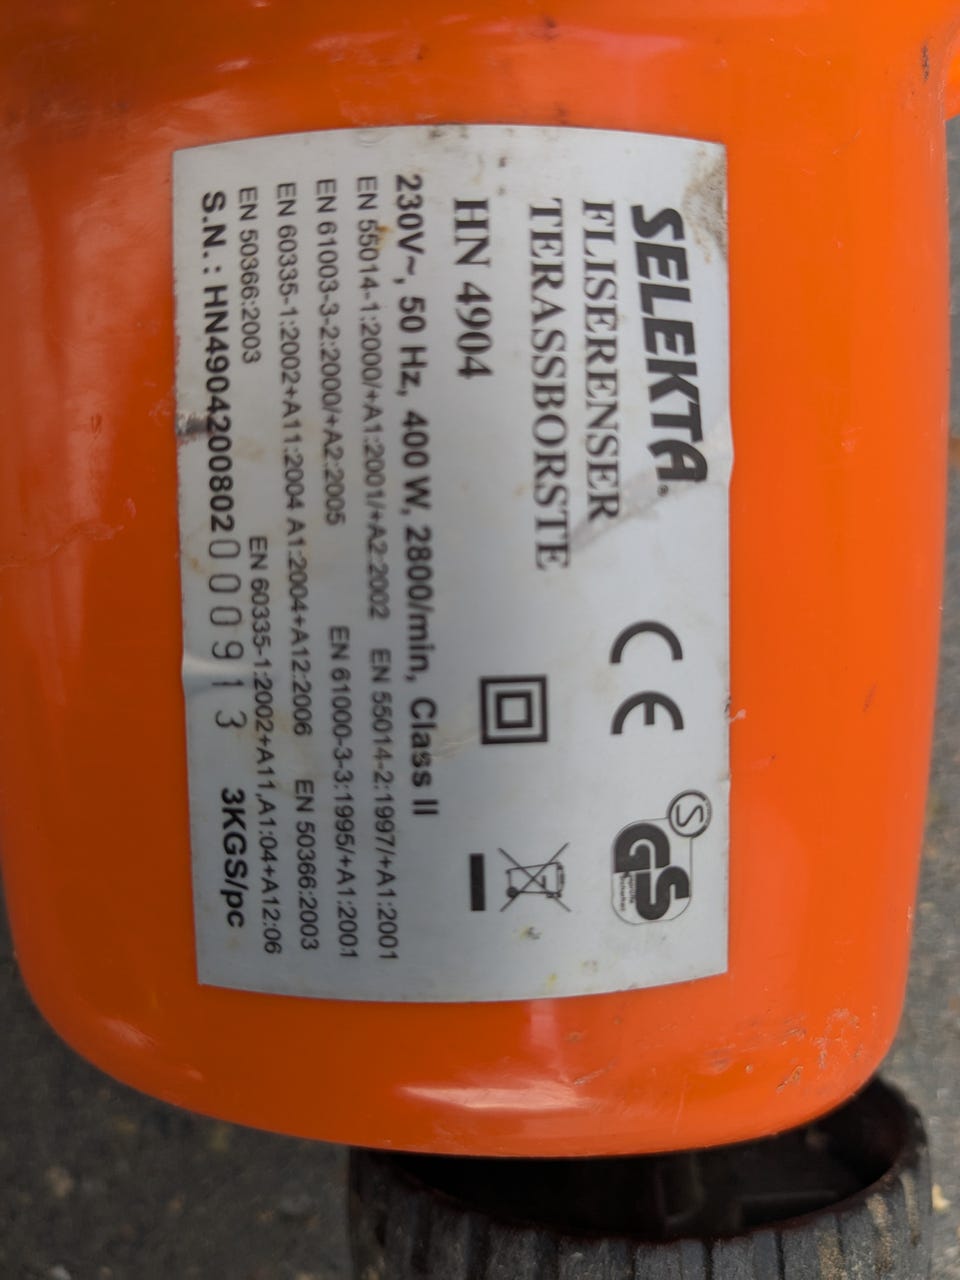 SELEKTA®
FLISERENSER
TERASSBORSTE
HN 4904
CE
S
GS
230V~, 50 Hz, 400 W, 2800/min, Class II
EN 55014-1:2000/+A1:2001/+A2:2002 EN 55014-2:1997/+A1:2001
EN 61003-3-2:2000/+A2:2005 EN 61000-3-3:1995/+A1:2001
EN 60335-1:2002+A11:2004 A1:2004+A12:2006 EN 50366:2003
EN 50366:2003 EN 60335-1:2002+A11,A1:04+A12:06
S.N.: HN4904200802000913 3KGS/pc